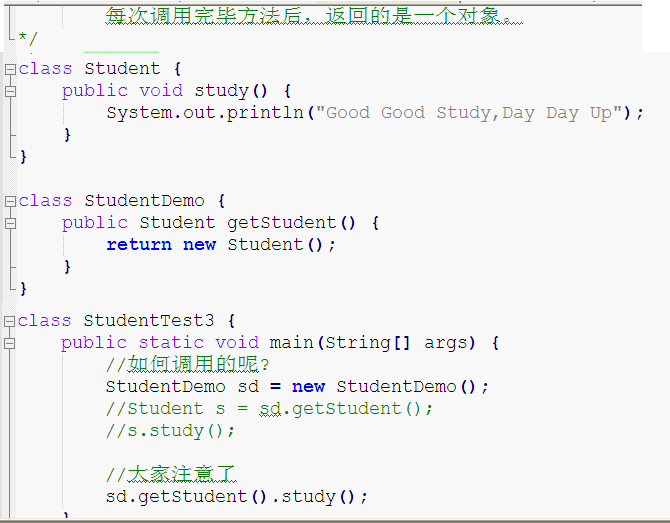 每次调用完毕方法后，返回的是一个对象。
*/
class Student {
public void study() {
System.out.println("Good Good Study,Day Day Up");
}
}
class StudentDemo {
public Student getStudent() {
return new Student();
}
}
class StudentTest3 {
public static void main(String[] args) {
//如何调用的呢?
StudentDemo sd = new StudentDemo();
//Student s = sd.getStudent();
//s.study();
//大家注意了
sd.getStudent().study();
}